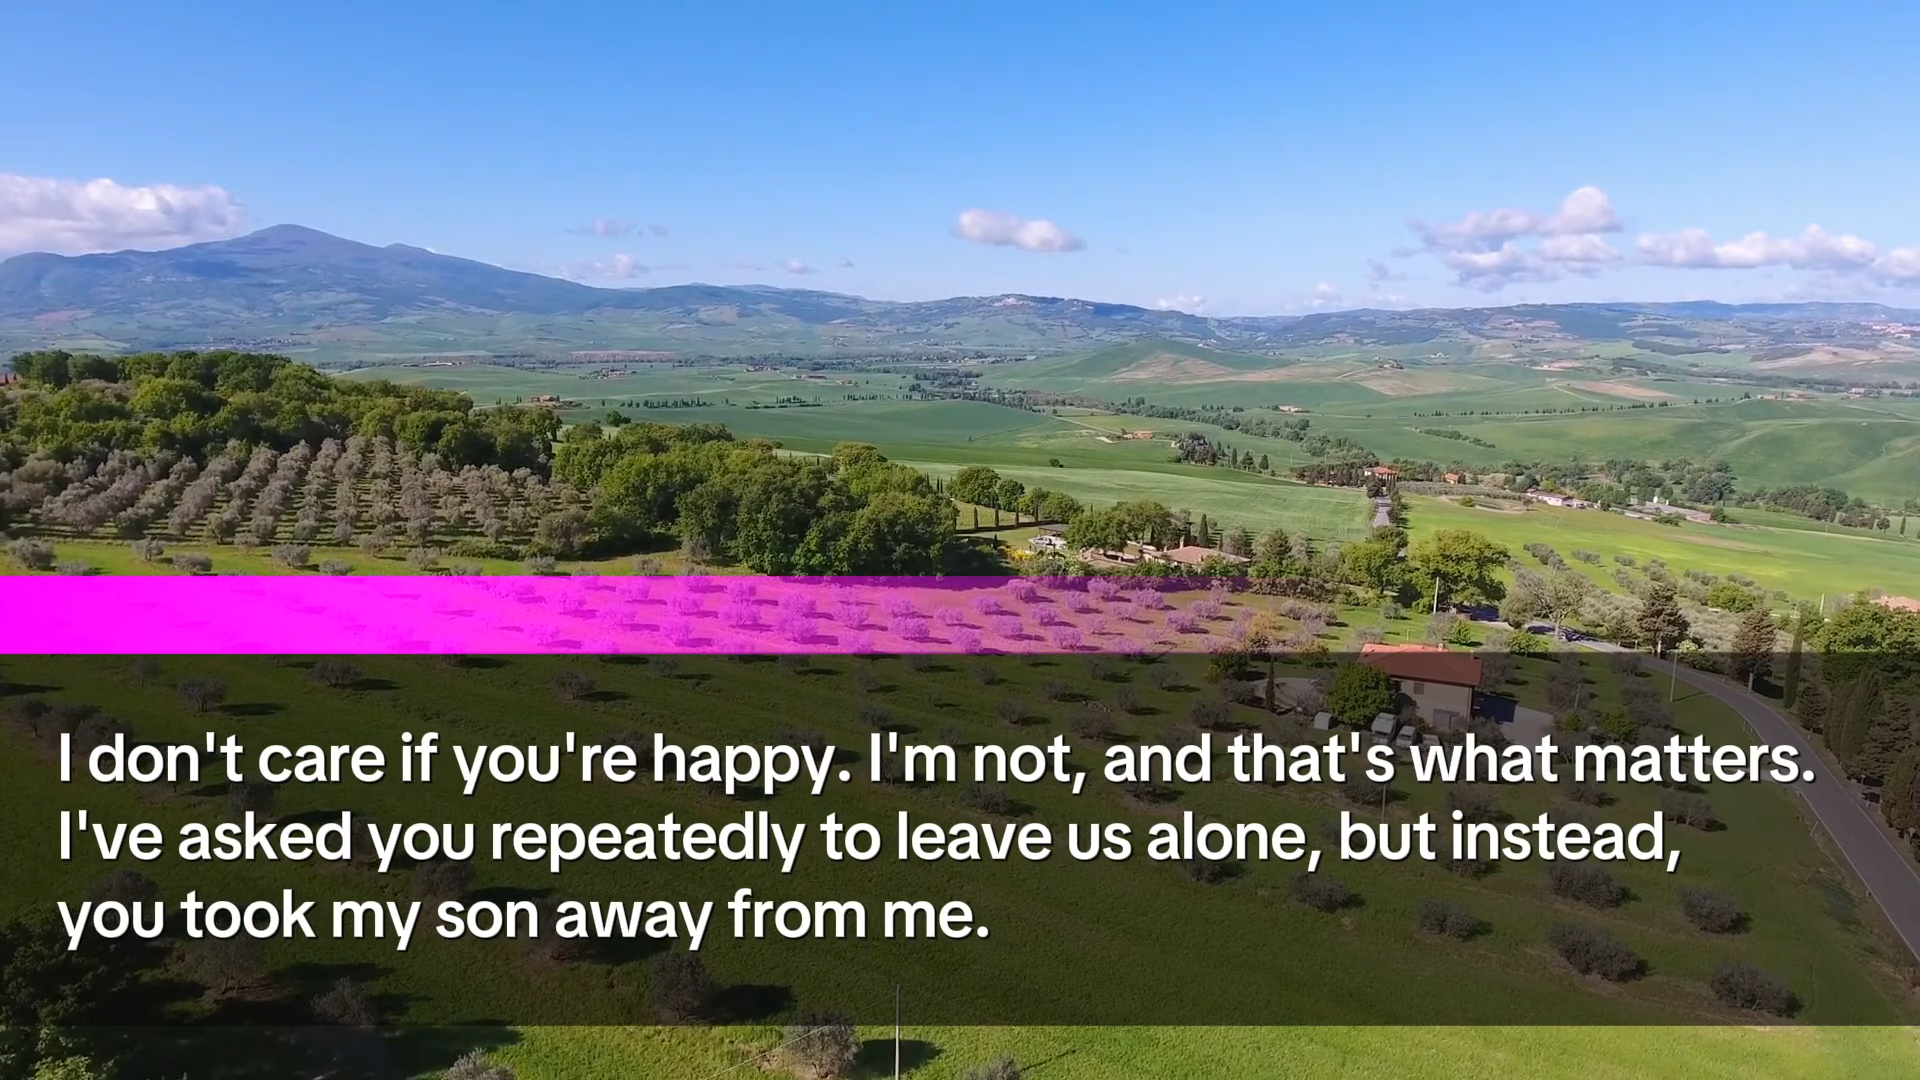 I don't care if you're happy. I'm not, and that's what matters.
I've asked you repeatedly to leave us alone, but instead,
you took my son away from me.